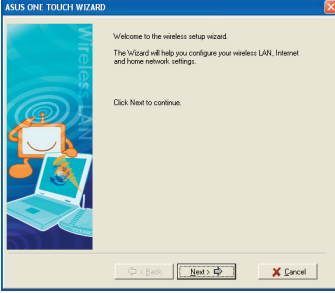 ASUS ONE TOUCH WIZARD
Wireless LAN
Welcome to the wireless setup wizard.
The Wizard will help you configure your wireless LAN, Internet
and home network settings.
Click Next to continue.
< Back
Next >
Cancel